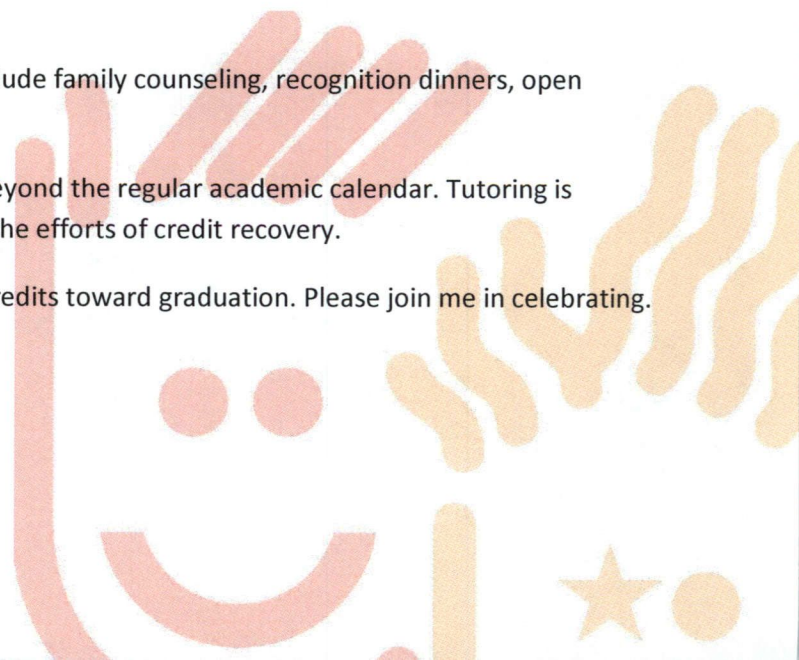 ude family counseling, recognition dinners, open
eyond the regular academic calendar. Tutoring is
he efforts of credit recovery.
edits toward graduation. Please join me in celebrating.